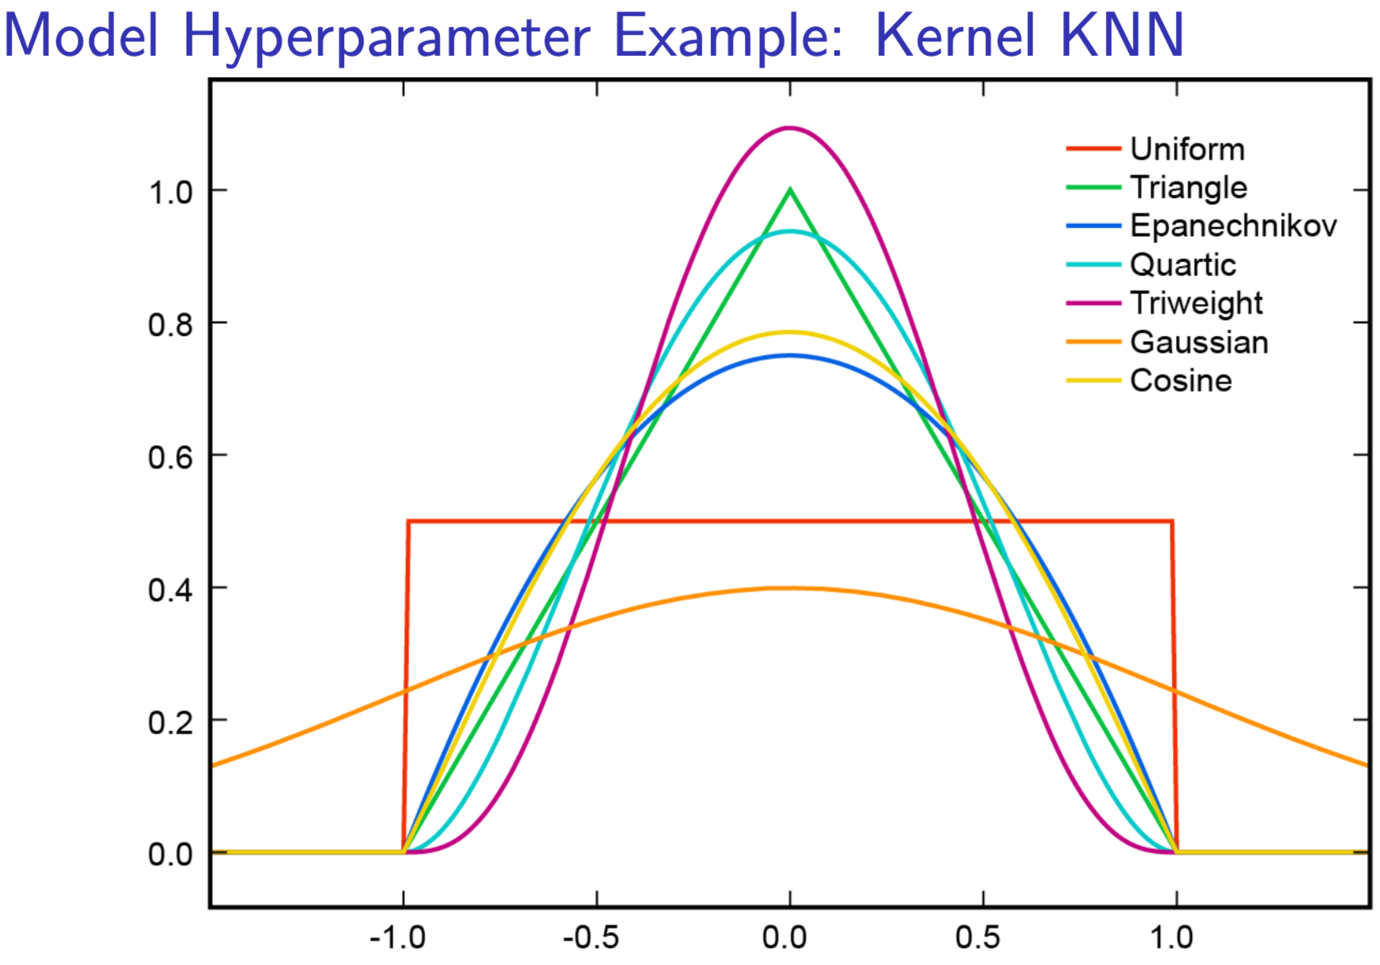 Model Hyperparameter Example: Kernel KNN
Uniform
Triangle
Epanechnikov
Quartic
Triweight
Gaussian
Cosine
1.0
0.8
0.6
0.4
0.2
0.0
-1.0 -0.5 0.0 0.5 1.0